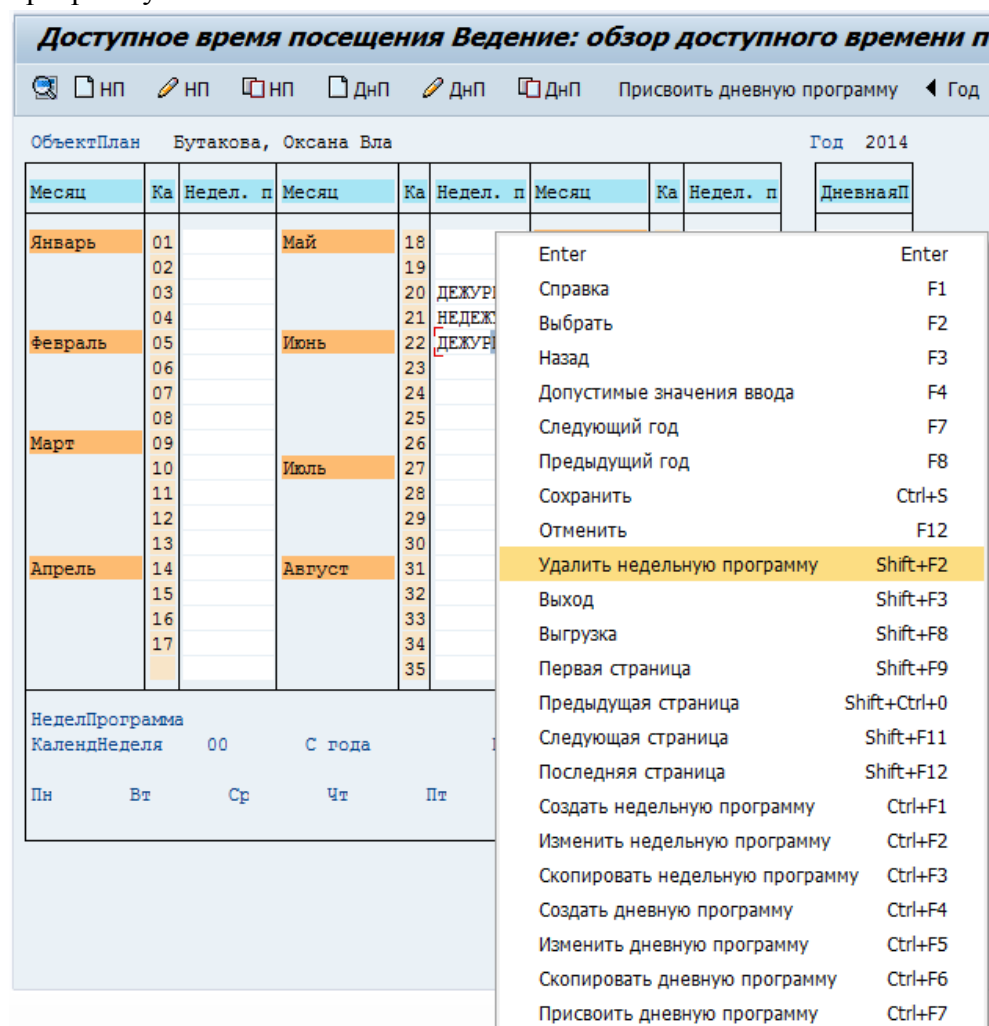 Доступное время посещения Ведение: обзор доступного времени п
НП НП НП ДнП ДнП ДнП Присвоить дневную программу Год
ОбъектПлан Бутакова, Оксана Вла Год 2014
Месяц Ка Недел. п Месяц Ка Недел. п Месяц Ка Недел. п ДневнаяП
Январь 01 Май 18
02 19
03 20 ДЕЖУР
04 21 НЕДЕЖ
Февраль 05 Июнь 22 ДЕЖУР
06 23
07 24
08 25
Март 09 26
10 Июль 27
11 28
12 29
13 30
Апрель 14 Август 31
15 32
16 33
17 34
35
НеделПрограмма
КалендНеделя 00 С года
Пн Вт Ср Чт Пт
Enter Enter
Справка F1
Выбрать F2
Назад F3
Допустимые значения ввода F4
Следующий год F7
Предыдущий год F8
Сохранить Ctrl+S
Отменить F12
Удалить недельную программу Shift+F2
Выход Shift+F3
Выгрузка Shift+F8
Первая страница Shift+F9
Предыдущая страница Shift+Ctrl+0
Следующая страница Shift+F11
Последняя страница Shift+F12
Создать недельную программу Ctrl+F1
Изменить недельную программу Ctrl+F2
Скопировать недельную программу Ctrl+F3
Создать дневную программу Ctrl+F4
Изменить дневную программу Ctrl+F5
Скопировать дневную программу Ctrl+F6
Присвоить дневную программу Ctrl+F7